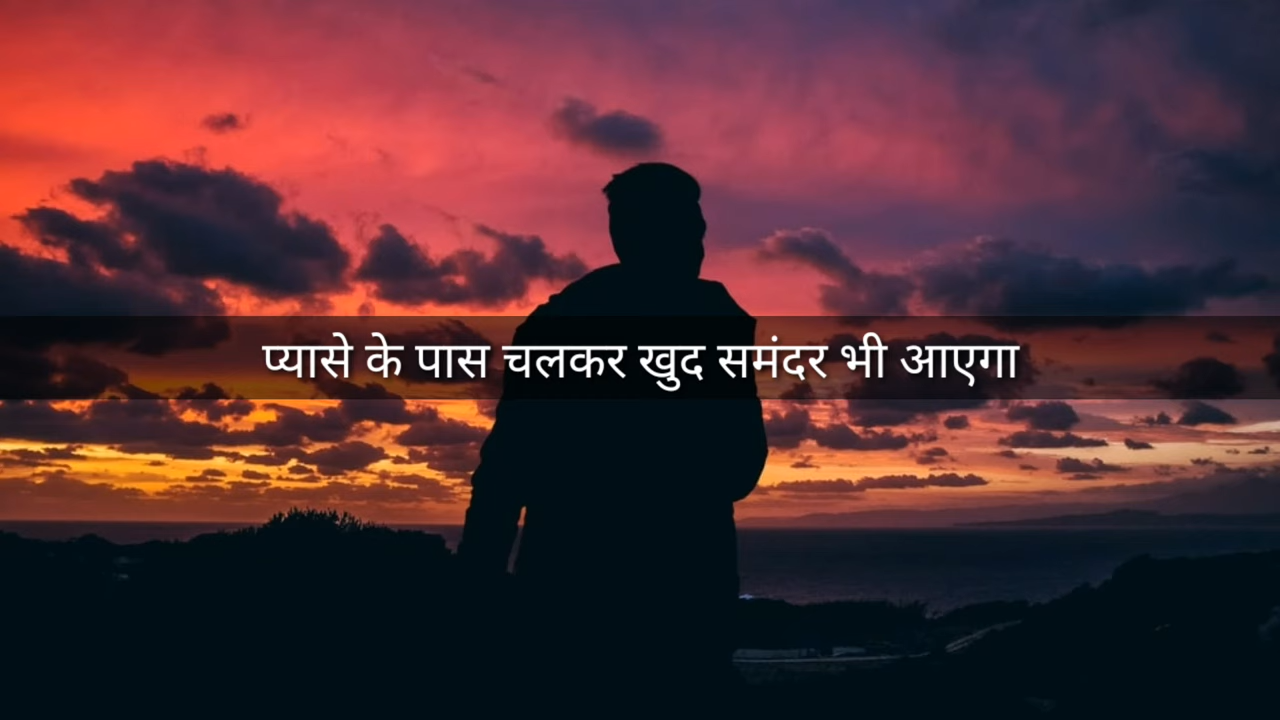 प्यासे के पास चलकर खुद समंदर भी आएगा